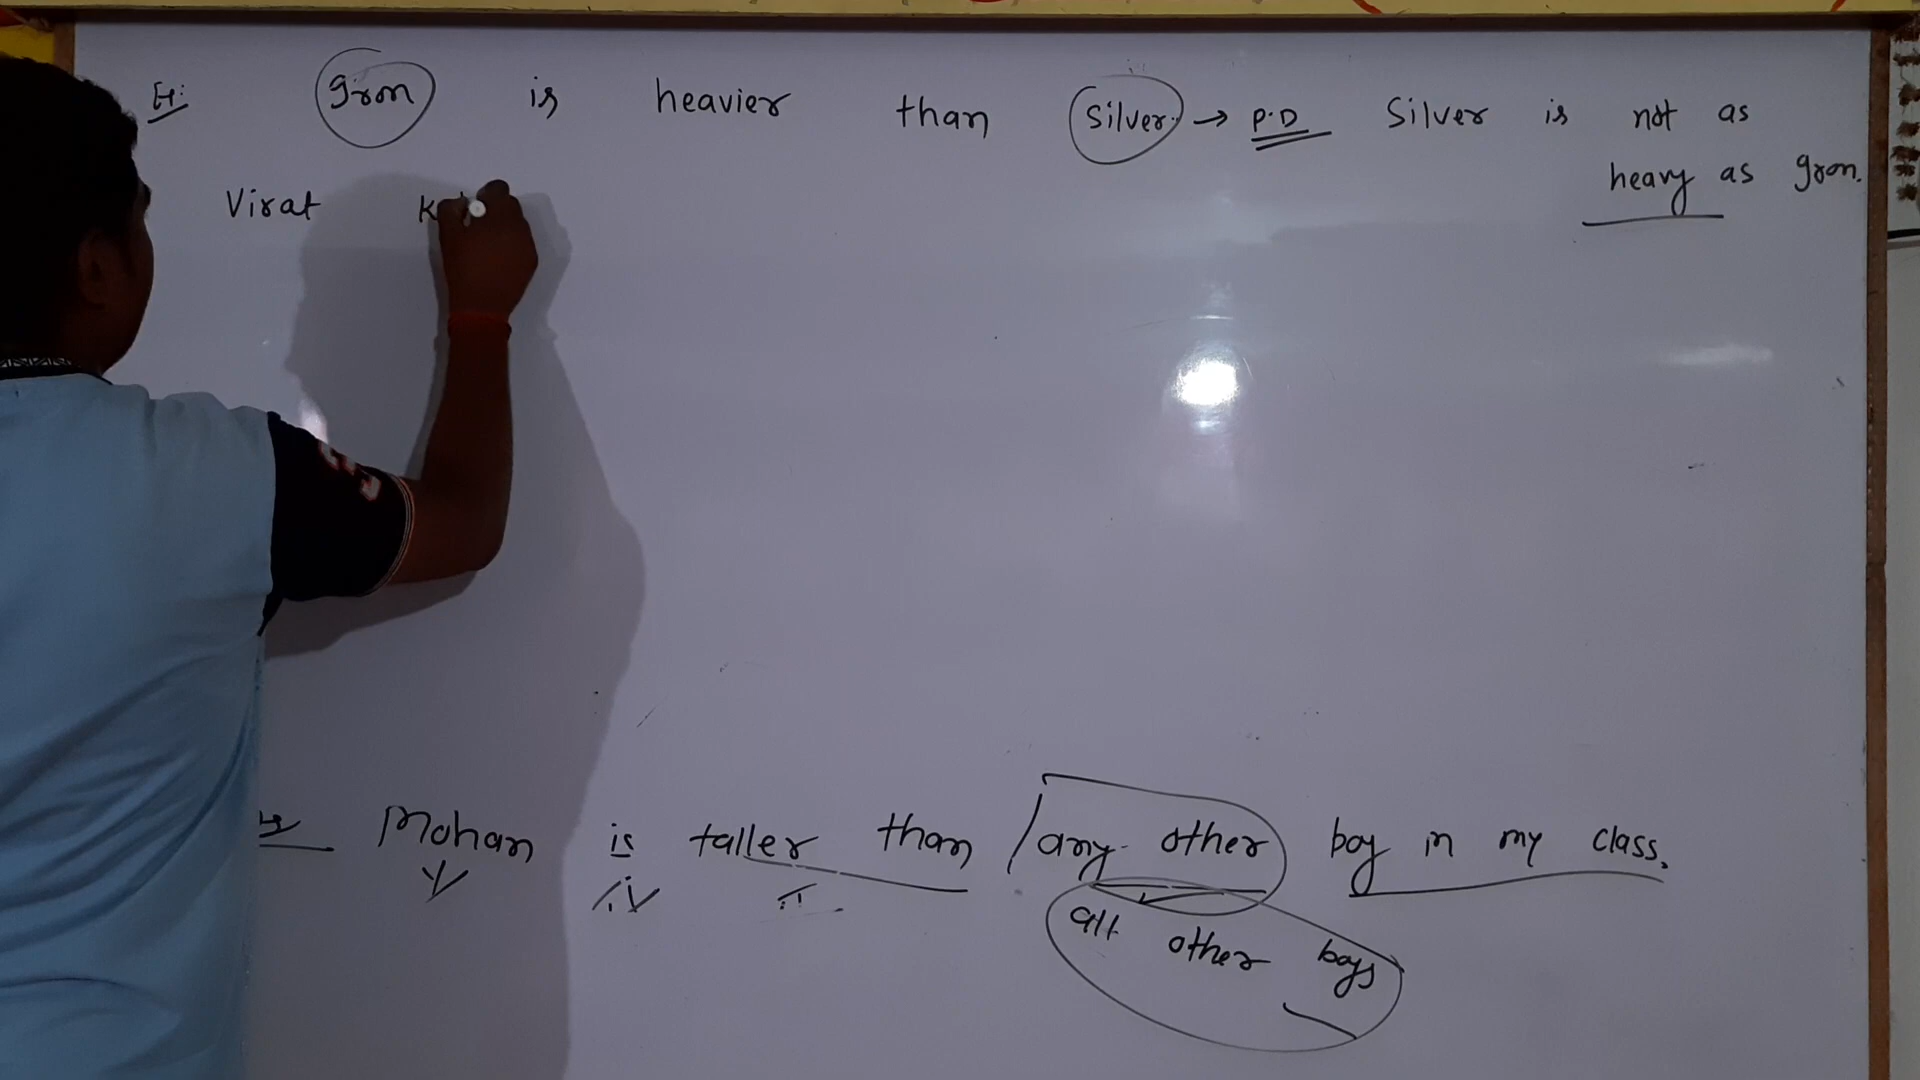 Ex: Iron is heavier than Silver. → P.D Silver is not as
heavy as Iron.
Virat
Mohan is taller than any other boy in my class.
all other boys